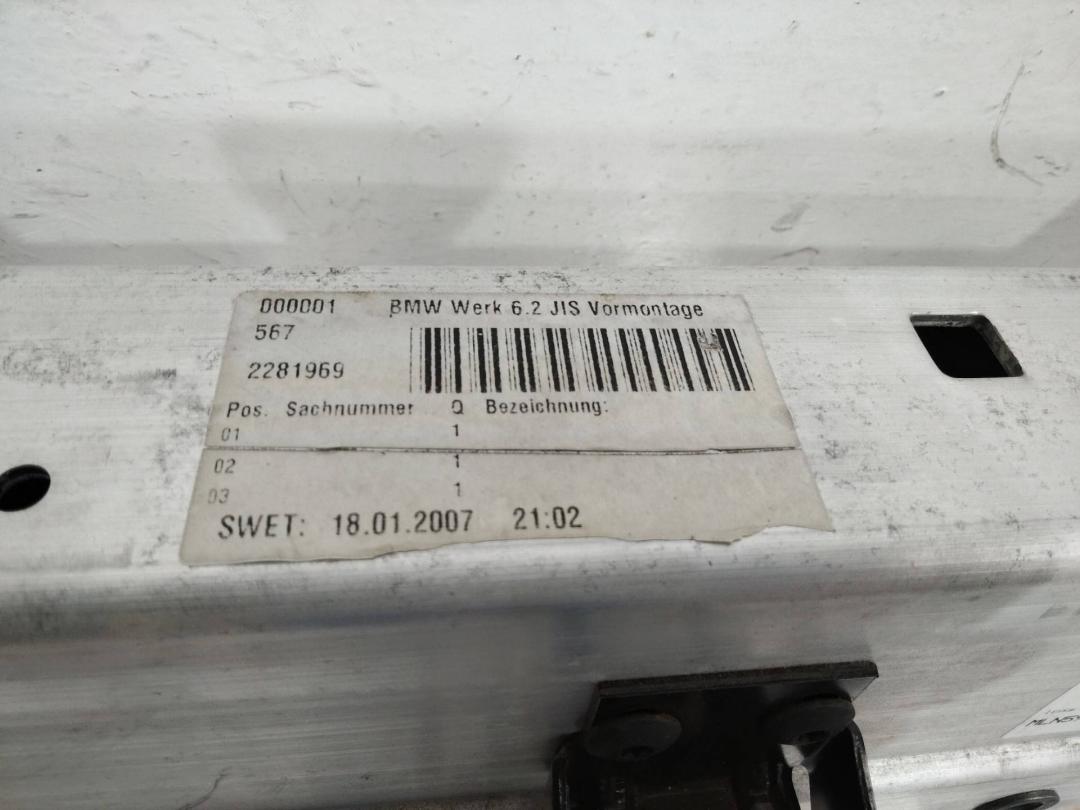 000001 BMW Werk 6.2 JIS Vormontage
567
2281969
Pos. Sachnummer Q Bezeichnung:
01 1
02 1
03 1
SWET: 18.01.2007 21:02